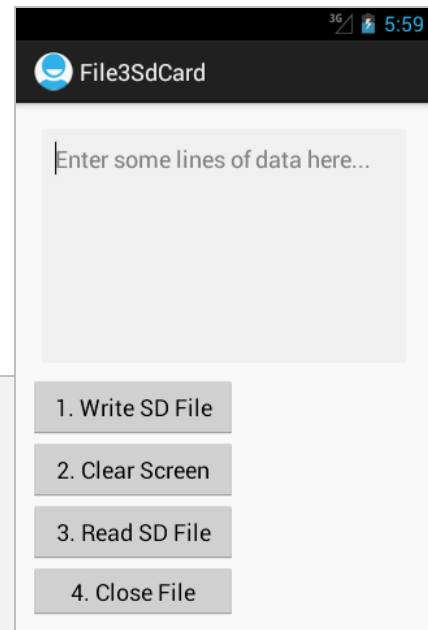 3G 5:59
File3SdCard
Enter some lines of data here...
1. Write SD File
2. Clear Screen
3. Read SD File
4. Close File